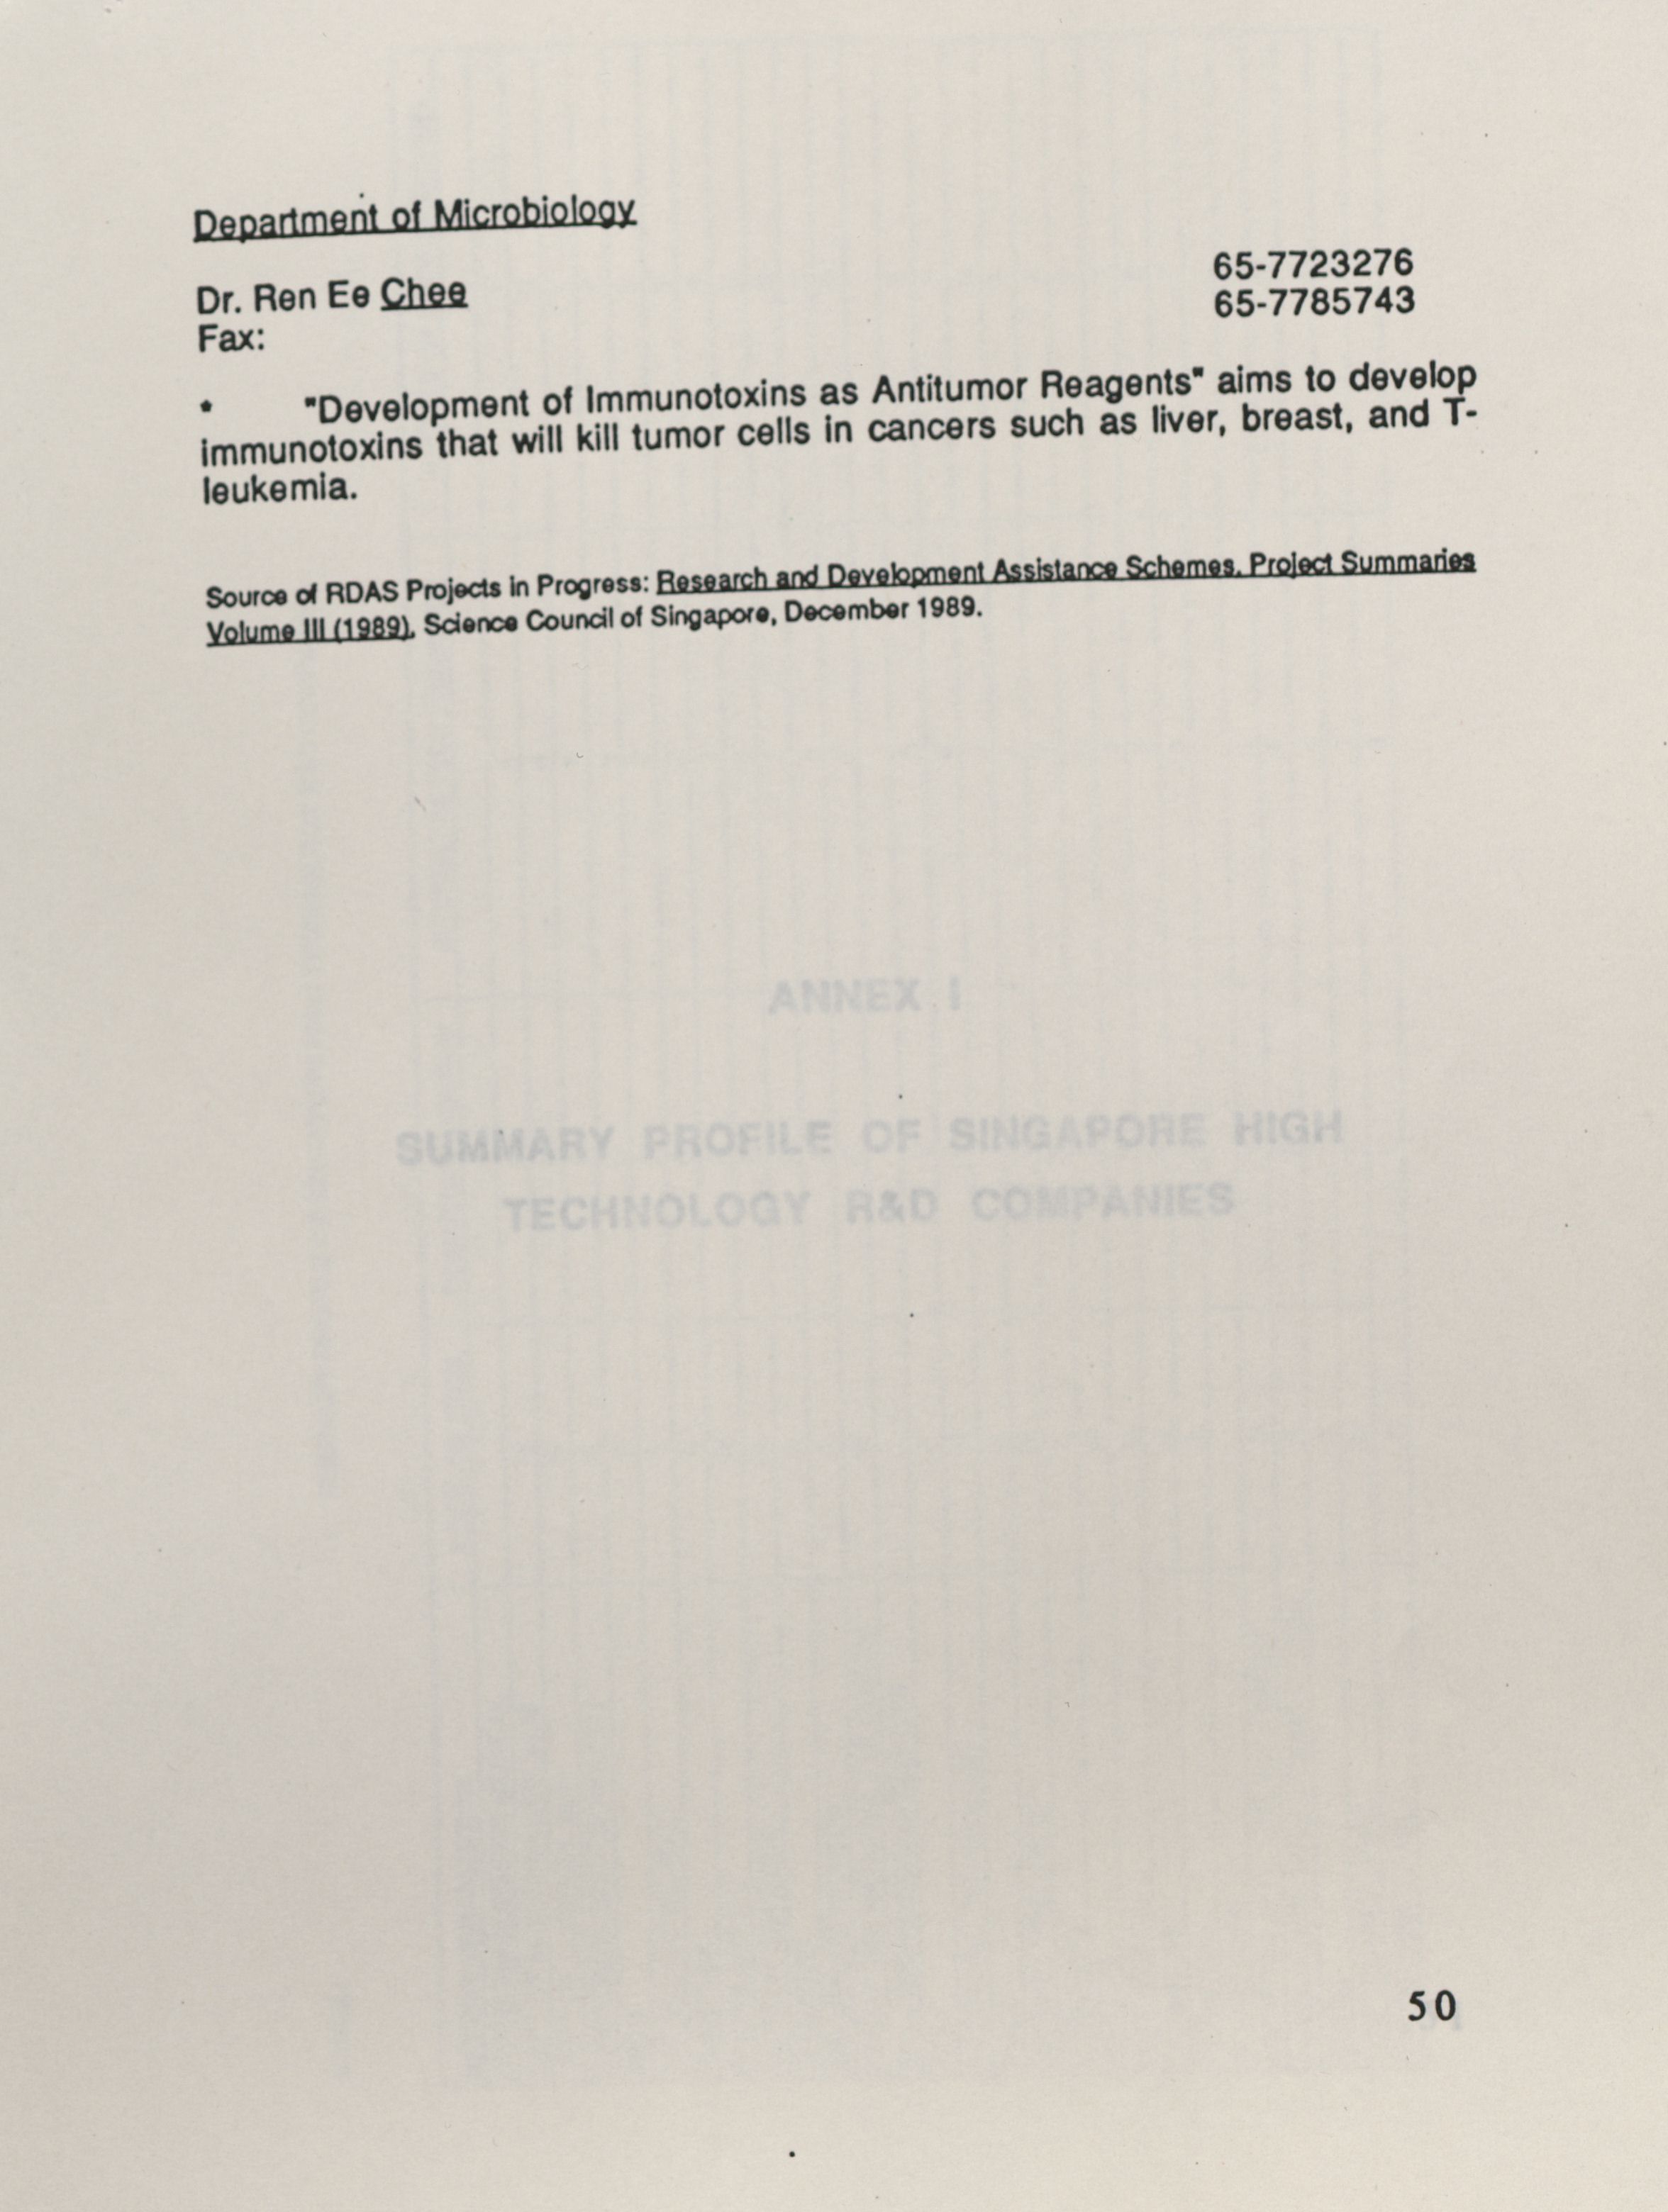 Department of Microbiology
Dr. Ren Ee Chee 65-7723276
Fax: 65-7785743
* "Development of Immunotoxins as Antitumor Reagents" aims to develop
immunotoxins that will kill tumor cells in cancers such as liver, breast, and T-
leukemia.
Source of RDAS Projects in Progress: Research and Development Assistance Schemes, Project Summaries
Volume III (1989), Science Council of Singapore, December 1989.
ANNEX I
SUMMARY PROFILE OF SINGAPORE HIGH
TECHNOLOGY R&D COMPANIES
50